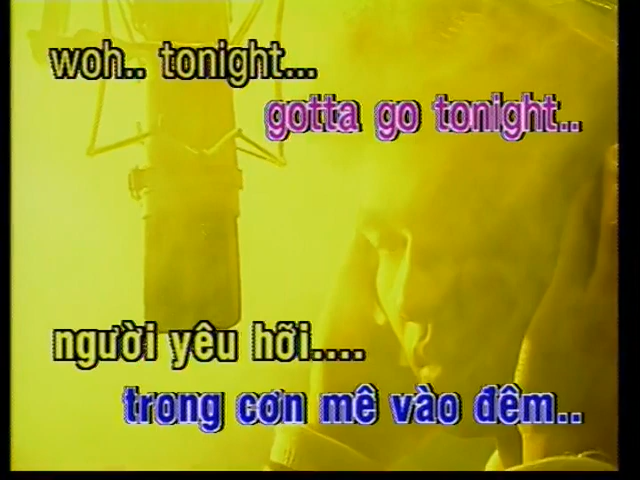 woh.. tonight...
gotta go tonight..
người yêu hỡi....
trong cơn mê vào đêm..